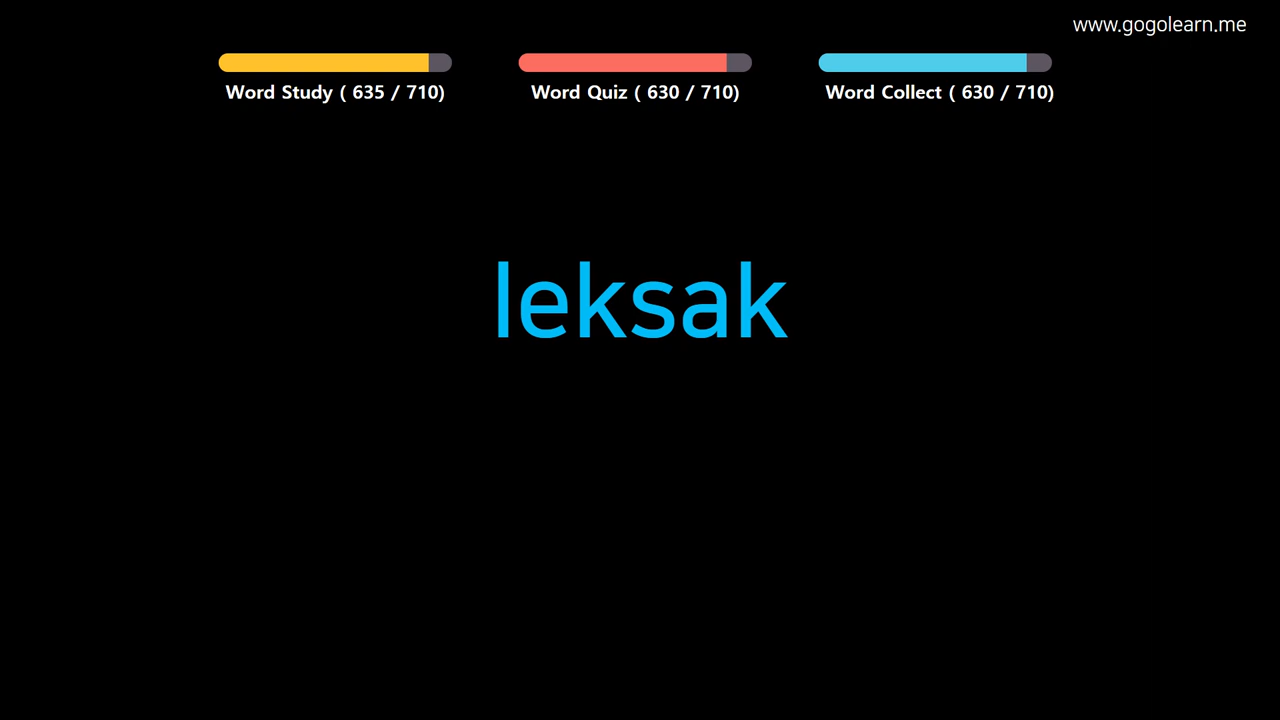 www.gogolearn.me
Word Study ( 635 / 710)
Word Quiz ( 630 / 710)
Word Collect ( 630 / 710)
leksak